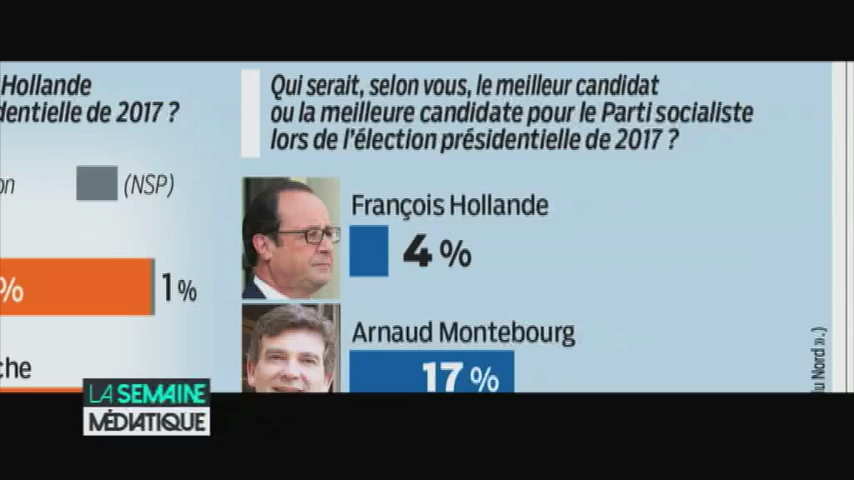 Hollande
dentielle de 2017 ?
on
(NSP)
%
1 %
che
Qui serait, selon vous, le meilleur candidat
ou la meilleure candidate pour le Parti socialiste
lors de l'élection présidentielle de 2017 ?
François Hollande
4 %
Arnaud Montebourg
17 %
u Nord ».)
LA SEMAINE
MÉDIATIQUE